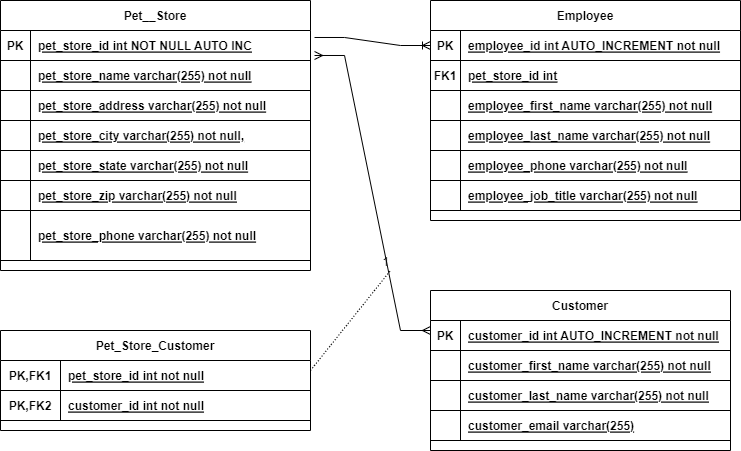 Pet__Store
PK pet_store_id int NOT NULL AUTO INC
pet_store_name varchar(255) not null
pet_store_address varchar(255) not null
pet_store_city varchar(255) not null,
pet_store_state varchar(255) not null
pet_store_zip varchar(255) not null
pet_store_phone varchar(255) not null
Employee
PK employee_id int AUTO_INCREMENT not null
FK1 pet_store_id int
employee_first_name varchar(255) not null
employee_last_name varchar(255) not null
employee_phone varchar(255) not null
employee_job_title varchar(255) not null
Pet_Store_Customer
PK,FK1 pet_store_id int not null
PK,FK2 customer_id int not null
Customer
PK customer_id int AUTO_INCREMENT not null
customer_first_name varchar(255) not null
customer_last_name varchar(255) not null
customer_email varchar(255)